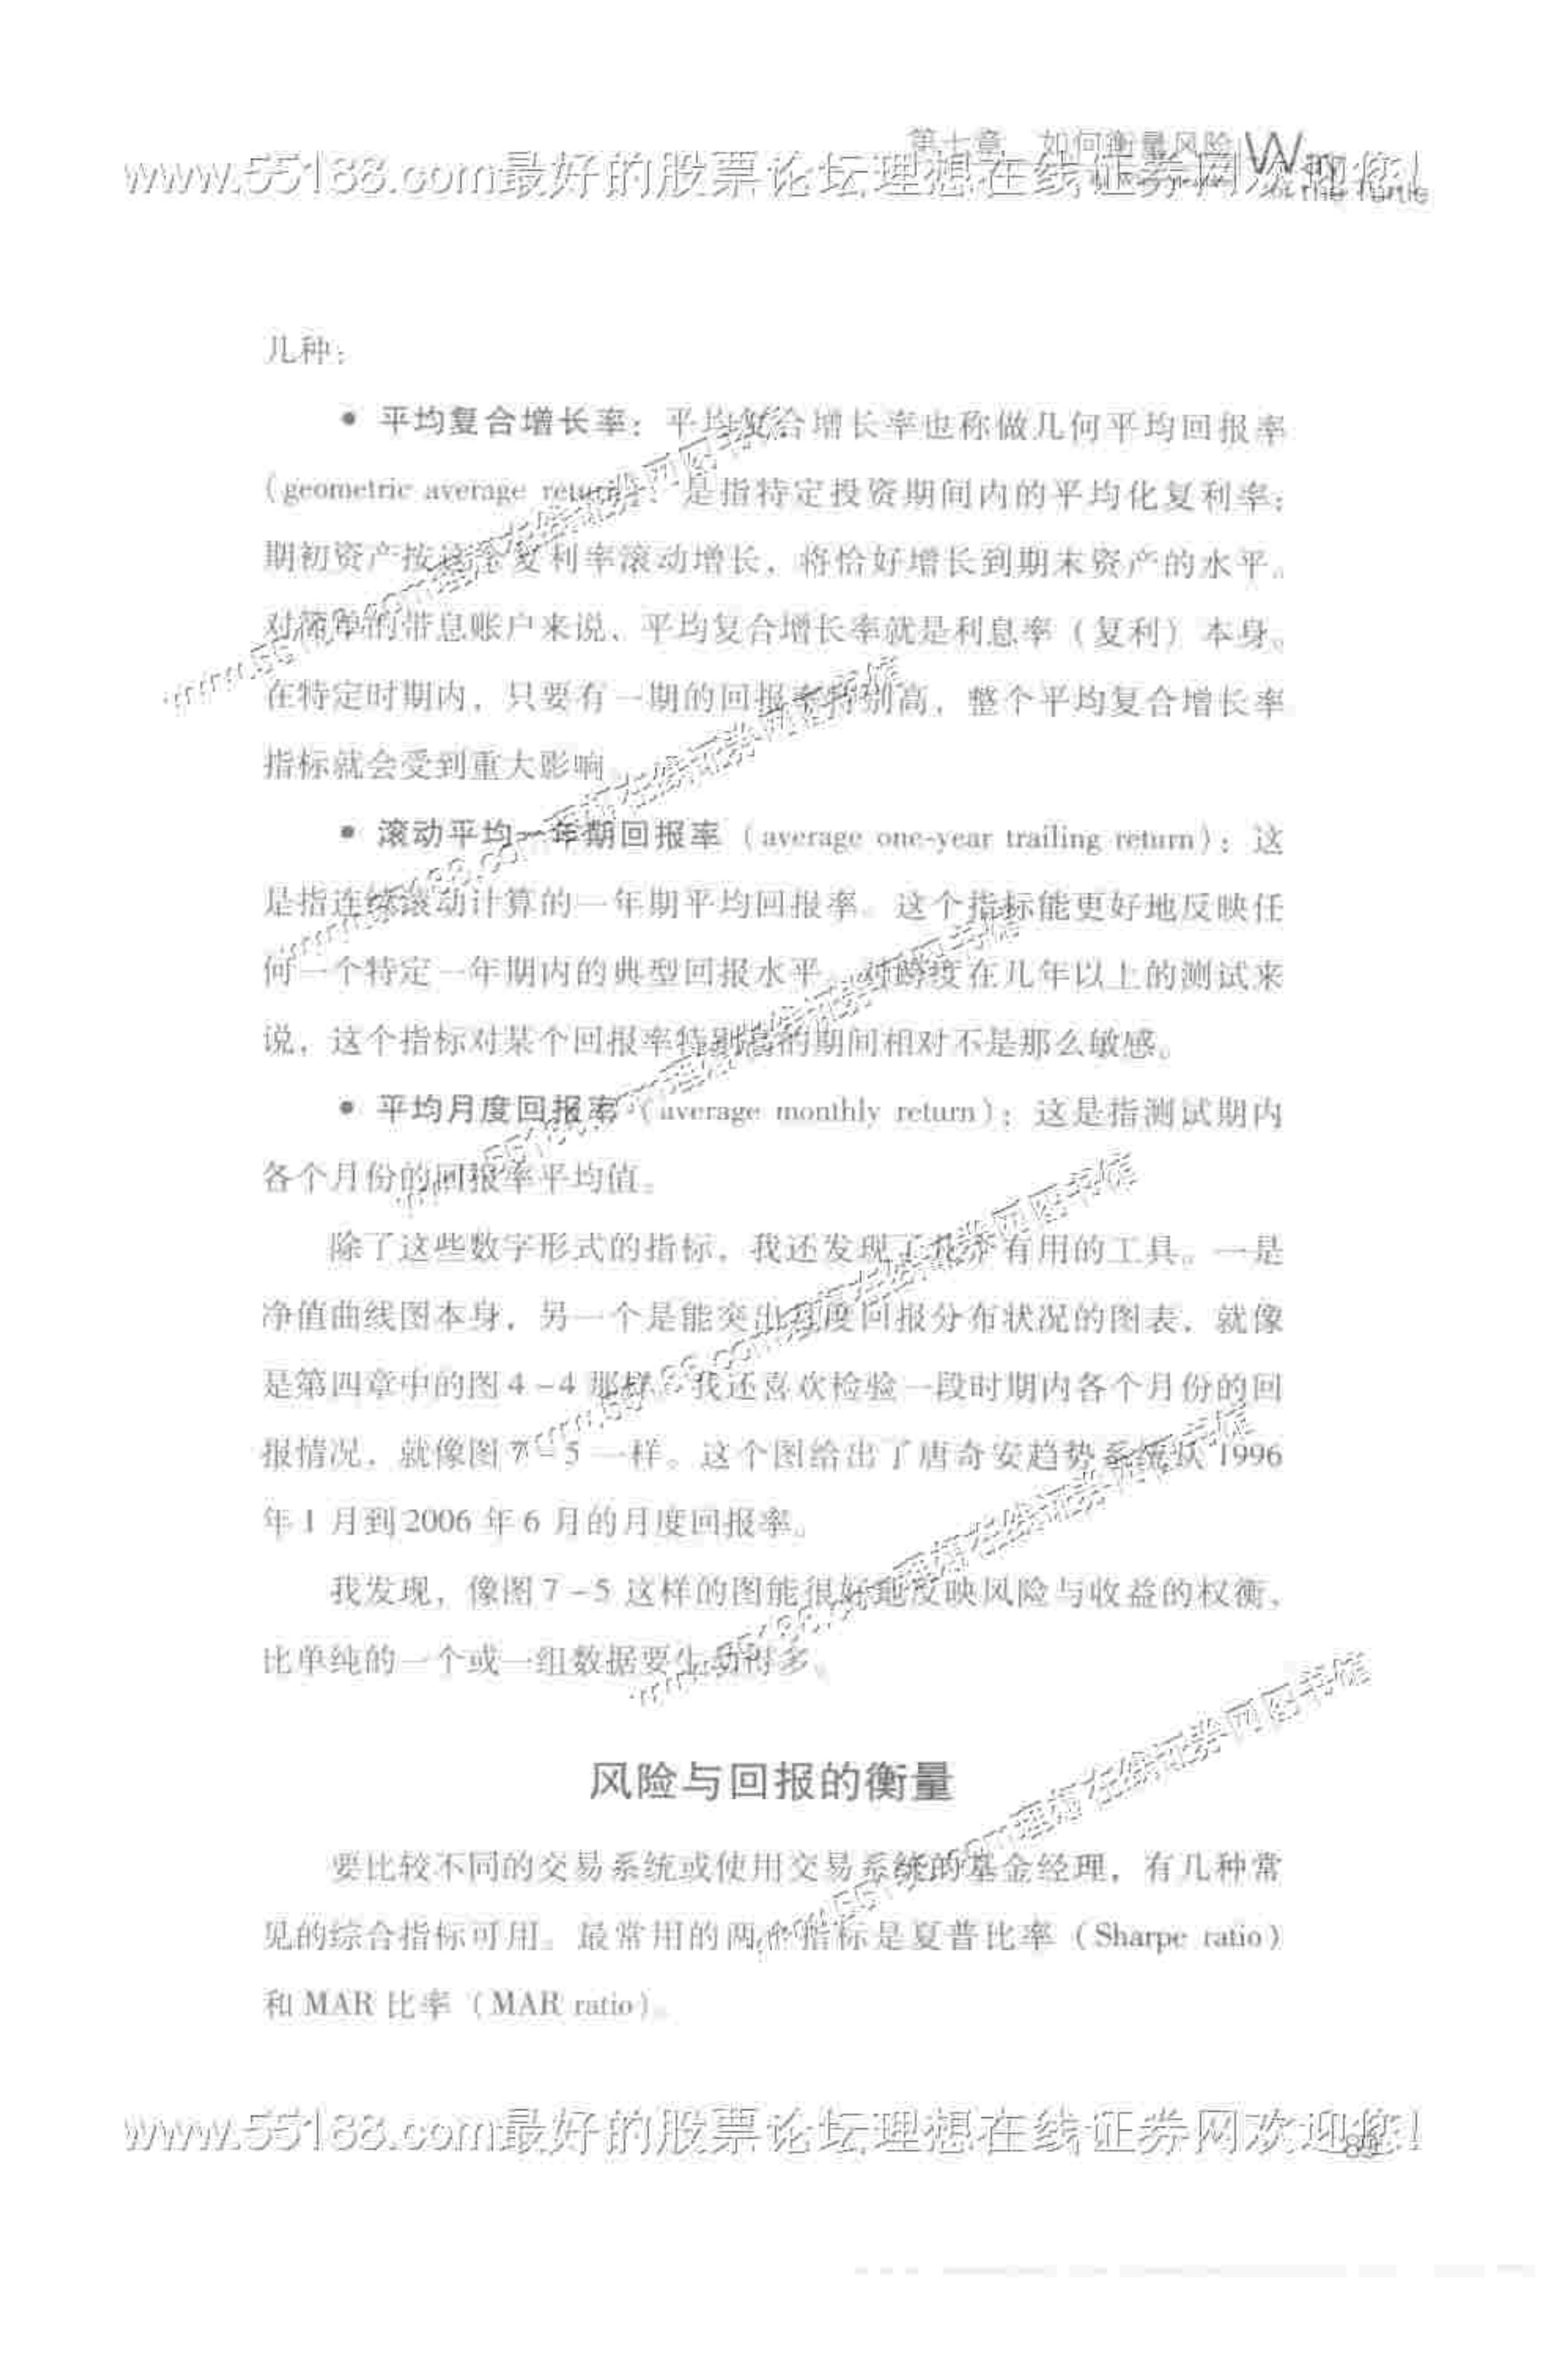 第七章 如何衡量风险 Way
of the Turtle
www.55188.com最好的股票论坛理想在线证券网欢迎您!
几种:
• 平均复合增长率:平均复合增长率也称做几何平均回报率
(geometric average return),是指特定投资期间内的平均化复利率;
期初资产按这个复利率滚动增长,将恰好增长到期末资产的水平。
对简单的带息账户来说,平均复合增长率就是利息率(复利)本身。
在特定时期内,只要有一期的回报率特别高,整个平均复合增长率
指标就会受到重大影响。
• 滚动平均一年期回报率(average one-year trailing return):这
是指连续滚动计算的一年期平均回报率。这个指标能更好地反映任
何一个特定一年期内的典型回报水平。对跨度在几年以上的测试来
说,这个指标对某个回报率特别高的期间相对不是那么敏感。
• 平均月度回报率(average monthly return):这是指测试期内
各个月份的回报率平均值。
除了这些数字形式的指标,我还发现了几个有用的工具。一是
净值曲线图本身,另一个是能突出月度回报分布状况的图表,就像
是第四章中的图4-4那样。我还喜欢检验一段时期内各个月份的回
报情况,就像图7-5一样。这个图给出了唐奇安趋势系统从1996
年1月到2006年6月的月度回报率。
我发现,像图7-5这样的图能很好地反映风险与收益的权衡,
比单纯的一个或一组数据要生动得多。
风险与回报的衡量
要比较不同的交易系统或使用交易系统的基金经理,有几种常
见的综合指标可用。最常用的两个指标是夏普比率(Sharpe ratio)
和MAR比率(MAR ratio)。
www.55188.com最好的股票论坛理想在线证券网欢迎您!